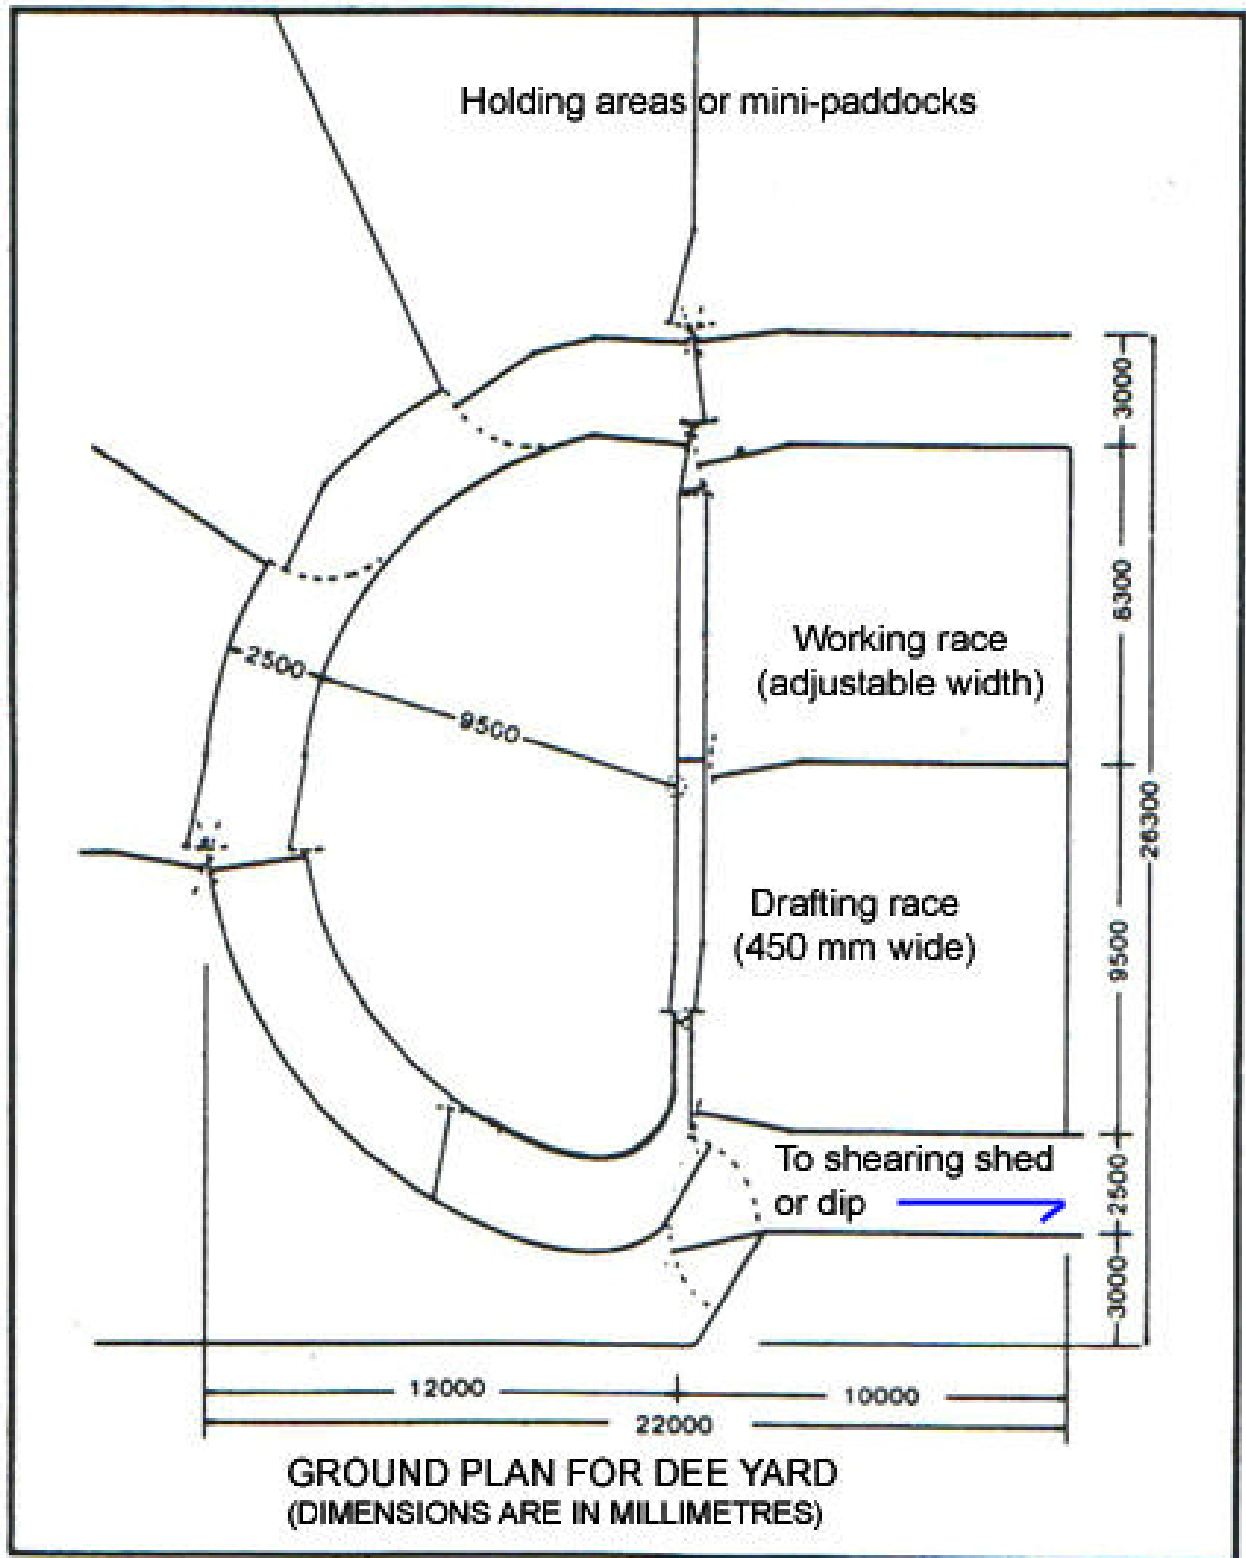 Holding areas or mini-paddocks
3000
8300
Working race
(adjustable width)
2500
9500
26300
Drafting race
(450 mm wide)
9500
To shearing shed
or dip
2500
3000
12000
10000
22000
GROUND PLAN FOR DEE YARD
(DIMENSIONS ARE IN MILLIMETRES)